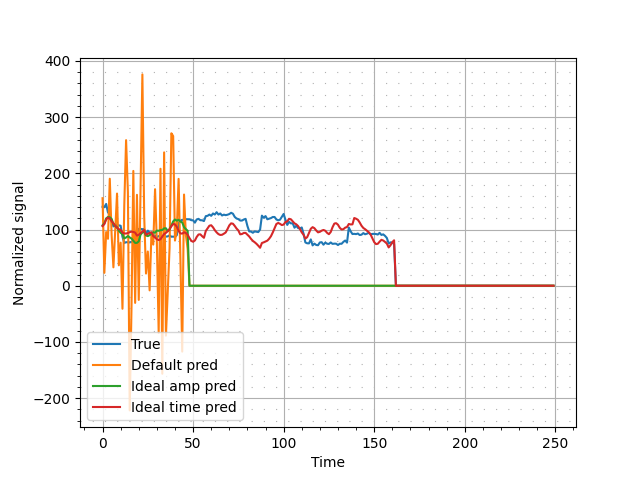 Normalized signal
400
300
200
100
0
−100
−200
True
Default pred
Ideal amp pred
Ideal time pred
0
50
100
150
200
250
Time